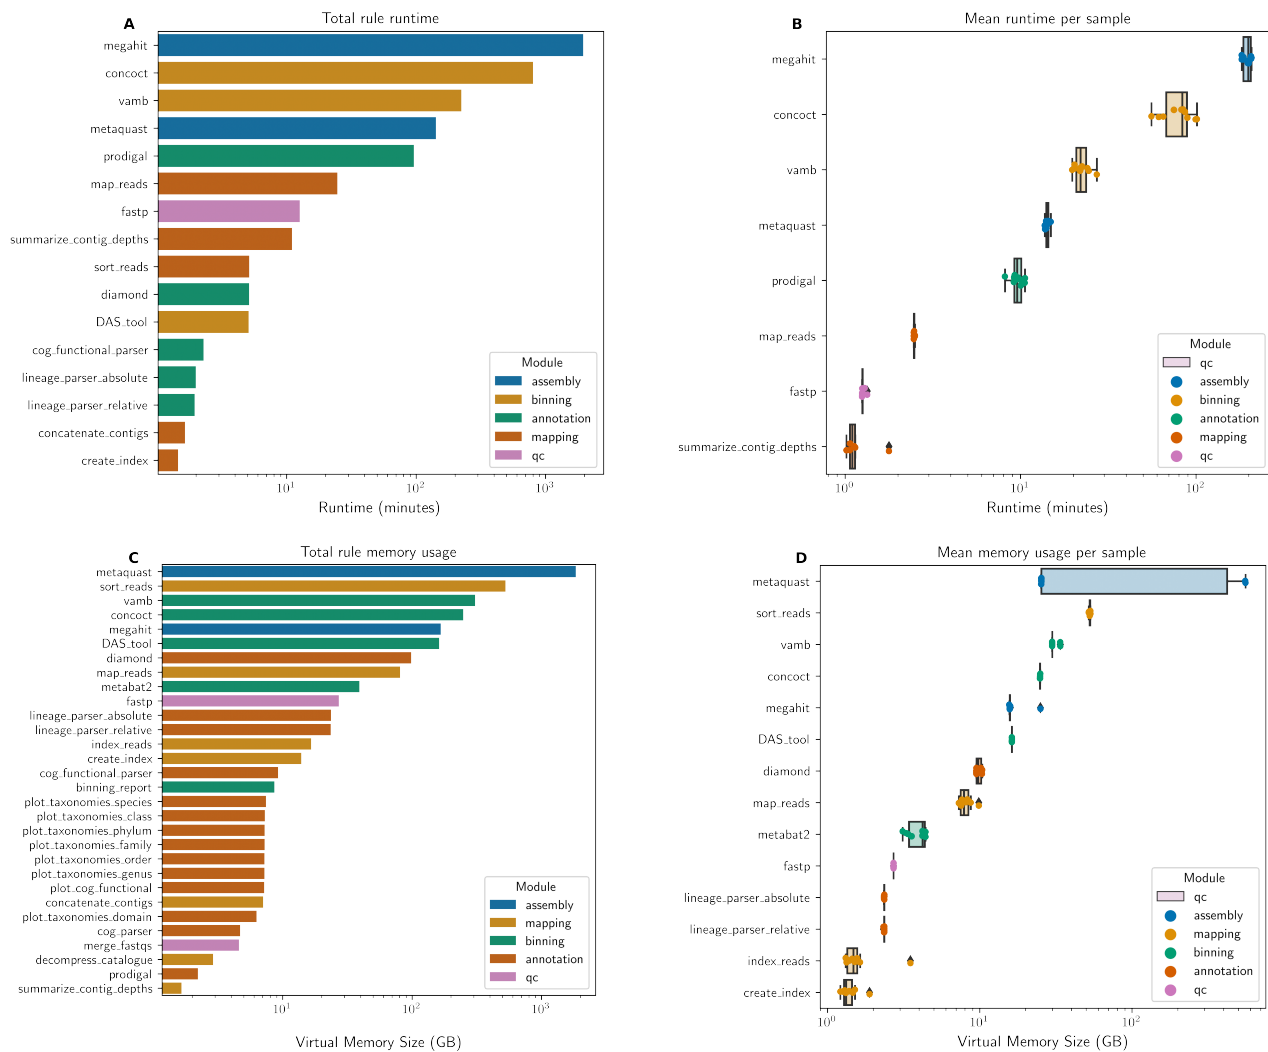 A
Total rule runtime
megahit
concoct
vamb
metaquast
prodigal
map_reads
fastp
summarize_contig_depths
sort_reads
diamond
DAS_tool
cog_functional_parser
lineage_parser_absolute
lineage_parser_relative
concatenate_contigs
create_index
Module
assembly
binning
annotation
mapping
qc
10^1
10^2
10^3
Runtime (minutes)
B
Mean runtime per sample
megahit
concoct
vamb
metaquast
prodigal
map_reads
fastp
summarize_contig_depths
Module
qc
assembly
binning
annotation
mapping
qc
10^0
10^1
10^2
Runtime (minutes)
C
Total rule memory usage
metaquast
sort_reads
vamb
concoct
megahit
DAS_tool
diamond
map_reads
metabat2
fastp
lineage_parser_absolute
lineage_parser_relative
index_reads
create_index
cog_functional_parser
binning_report
plot_taxonomies_species
plot_taxonomies_class
plot_taxonomies_phylum
plot_taxonomies_family
plot_taxonomies_order
plot_taxonomies_genus
plot_cog_functional
concatenate_contigs
plot_taxonomies_domain
cog_parser
merge_fastqs
decompress_catalogue
prodigal
summarize_contig_depths
Module
assembly
mapping
binning
annotation
qc
10^1
10^2
10^3
Virtual Memory Size (GB)
D
Mean memory usage per sample
metaquast
sort_reads
vamb
concoct
megahit
DAS_tool
diamond
map_reads
metabat2
fastp
lineage_parser_absolute
lineage_parser_relative
index_reads
create_index
Module
qc
assembly
mapping
binning
annotation
qc
10^0
10^1
10^2
Virtual Memory Size (GB)